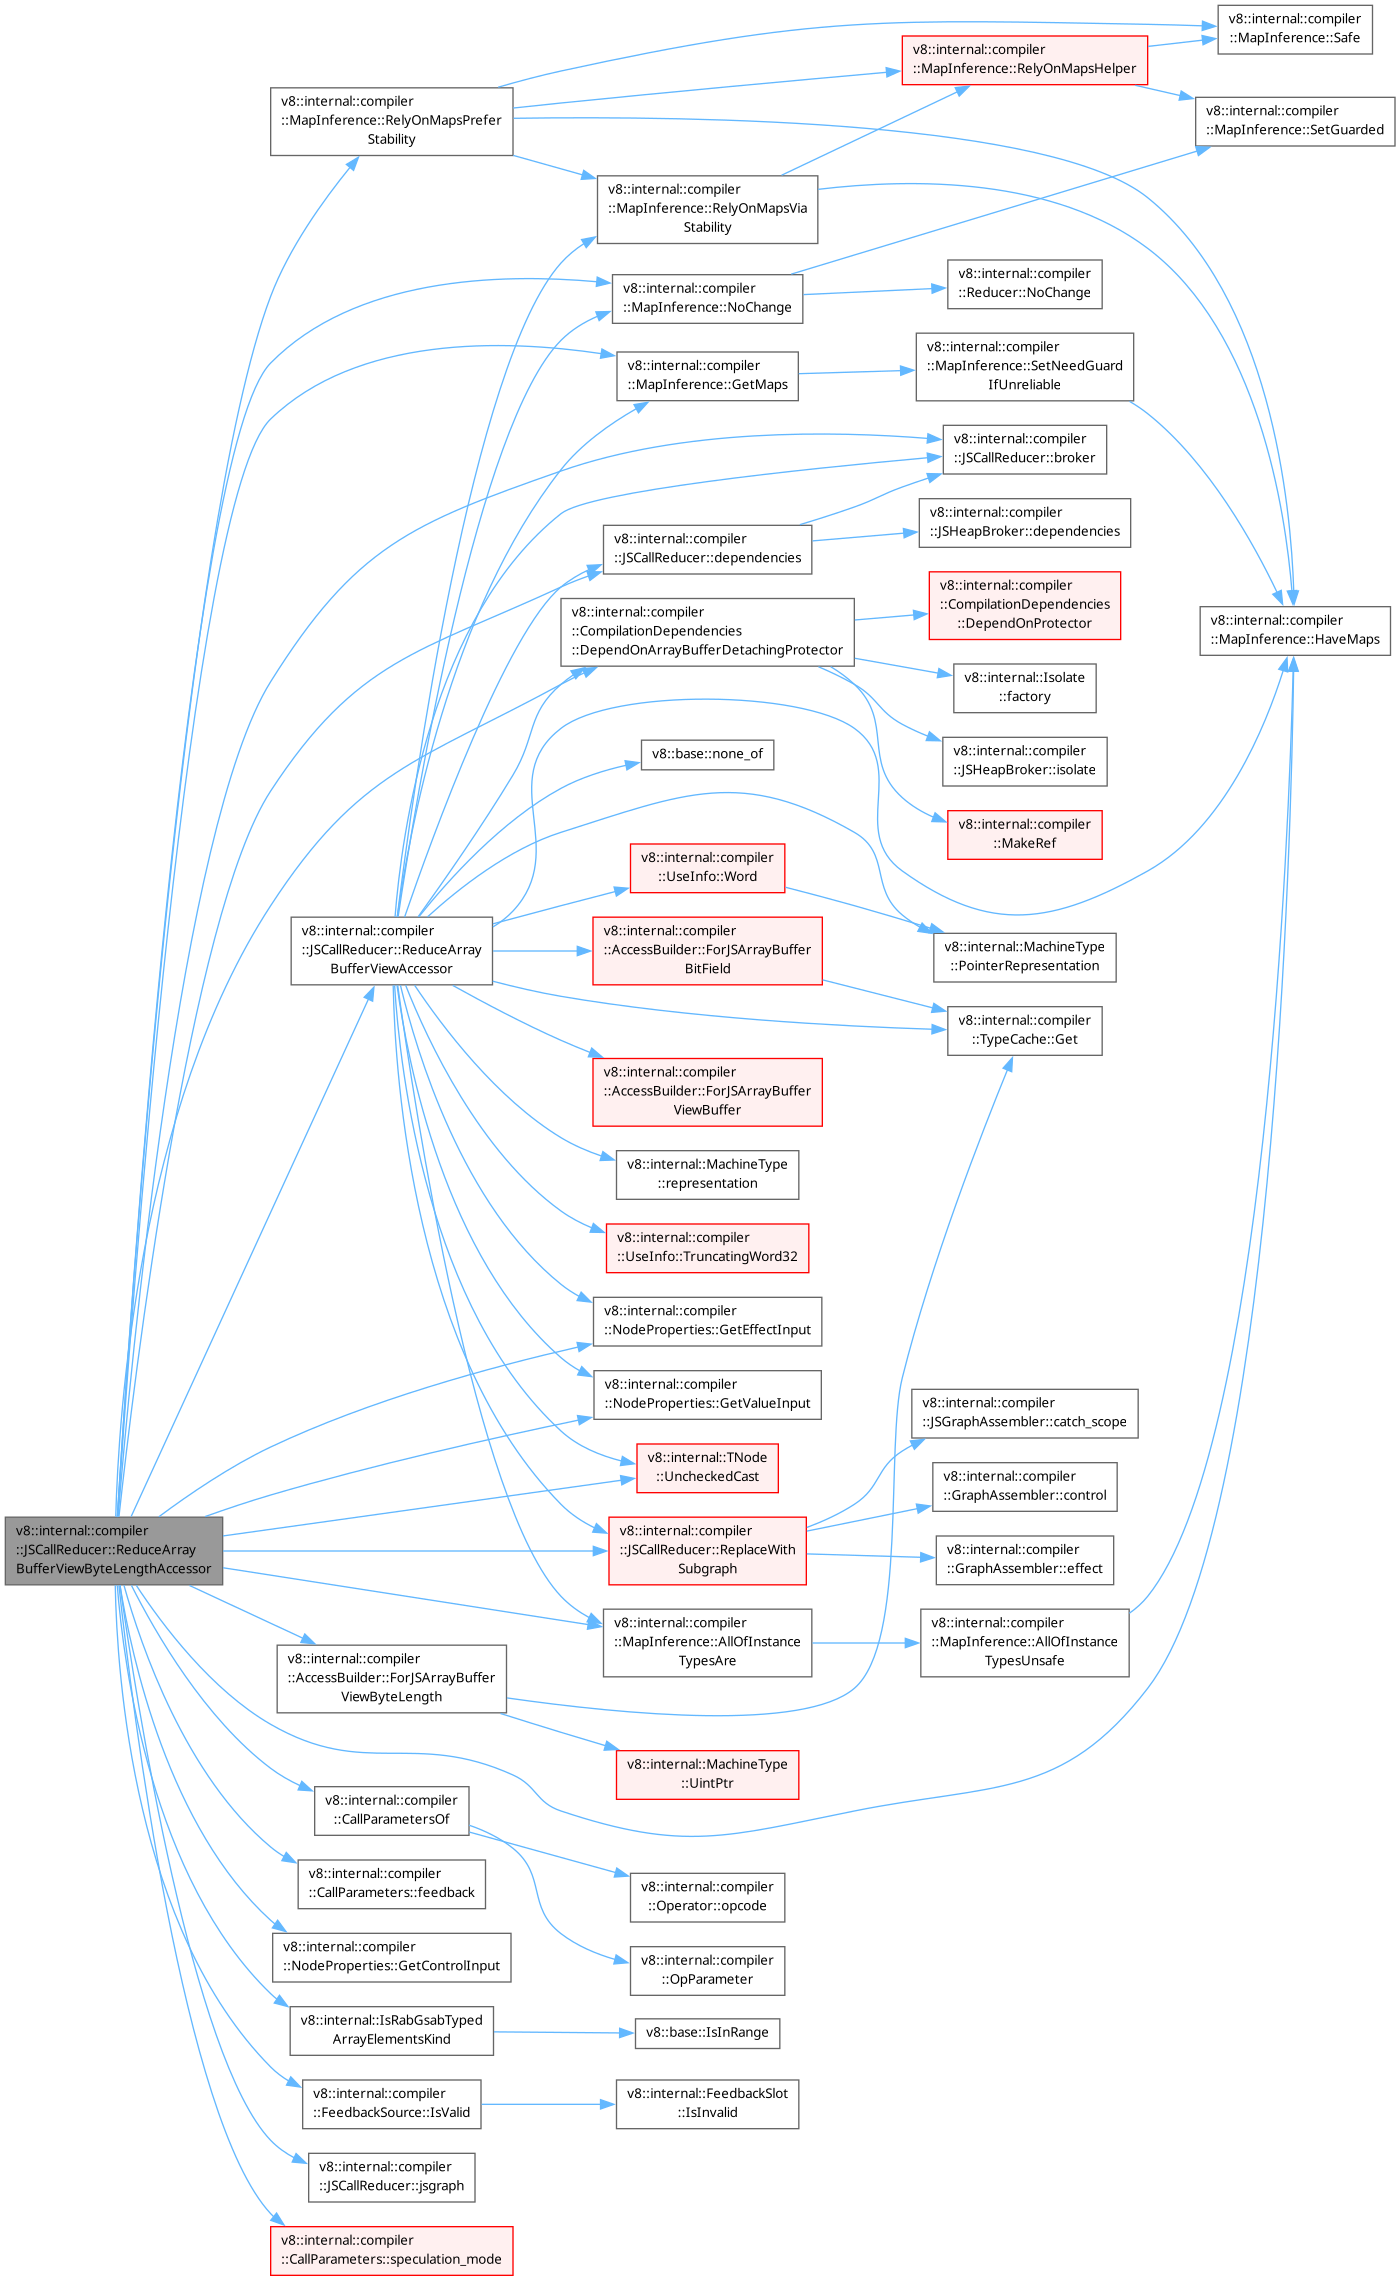 v8::internal::compiler
::MapInference::Safe
v8::internal::compiler
::MapInference::RelyOnMapsHelper
v8::internal::compiler
::MapInference::RelyOnMapsPrefer
Stability
v8::internal::compiler
::MapInference::SetGuarded
v8::internal::compiler
::MapInference::RelyOnMapsVia
Stability
v8::internal::compiler
::Reducer::NoChange
v8::internal::compiler
::MapInference::NoChange
v8::internal::compiler
::MapInference::SetNeedGuard
IfUnreliable
v8::internal::compiler
::MapInference::GetMaps
v8::internal::compiler
::JSCallReducer::broker
v8::internal::compiler
::JSHeapBroker::dependencies
v8::internal::compiler
::JSCallReducer::dependencies
v8::internal::compiler
::CompilationDependencies
::DependOnProtector
v8::internal::compiler
::CompilationDependencies
::DependOnArrayBufferDetachingProtector
v8::internal::compiler
::MapInference::HaveMaps
v8::internal::Isolate
::factory
v8::base::none_of
v8::internal::compiler
::JSHeapBroker::isolate
v8::internal::compiler
::MakeRef
v8::internal::compiler
::UseInfo::Word
v8::internal::compiler
::JSCallReducer::ReduceArray
BufferViewAccessor
v8::internal::compiler
::AccessBuilder::ForJSArrayBuffer
BitField
v8::internal::MachineType
::PointerRepresentation
v8::internal::compiler
::TypeCache::Get
v8::internal::compiler
::AccessBuilder::ForJSArrayBuffer
ViewBuffer
v8::internal::MachineType
::representation
v8::internal::compiler
::UseInfo::TruncatingWord32
v8::internal::compiler
::NodeProperties::GetEffectInput
v8::internal::compiler
::NodeProperties::GetValueInput
v8::internal::compiler
::JSGraphAssembler::catch_scope
v8::internal::TNode
::UncheckedCast
v8::internal::compiler
::GraphAssembler::control
v8::internal::compiler
::JSCallReducer::ReduceArray
BufferViewByteLengthAccessor
v8::internal::compiler
::JSCallReducer::ReplaceWith
Subgraph
v8::internal::compiler
::GraphAssembler::effect
v8::internal::compiler
::MapInference::AllOfInstance
TypesAre
v8::internal::compiler
::MapInference::AllOfInstance
TypesUnsafe
v8::internal::compiler
::AccessBuilder::ForJSArrayBuffer
ViewByteLength
v8::internal::MachineType
::UintPtr
v8::internal::compiler
::CallParametersOf
v8::internal::compiler
::CallParameters::feedback
v8::internal::compiler
::Operator::opcode
v8::internal::compiler
::NodeProperties::GetControlInput
v8::internal::compiler
::OpParameter
v8::internal::IsRabGsabTyped
ArrayElementsKind
v8::base::IsInRange
v8::internal::compiler
::FeedbackSource::IsValid
v8::internal::FeedbackSlot
::IsInvalid
v8::internal::compiler
::JSCallReducer::jsgraph
v8::internal::compiler
::CallParameters::speculation_mode